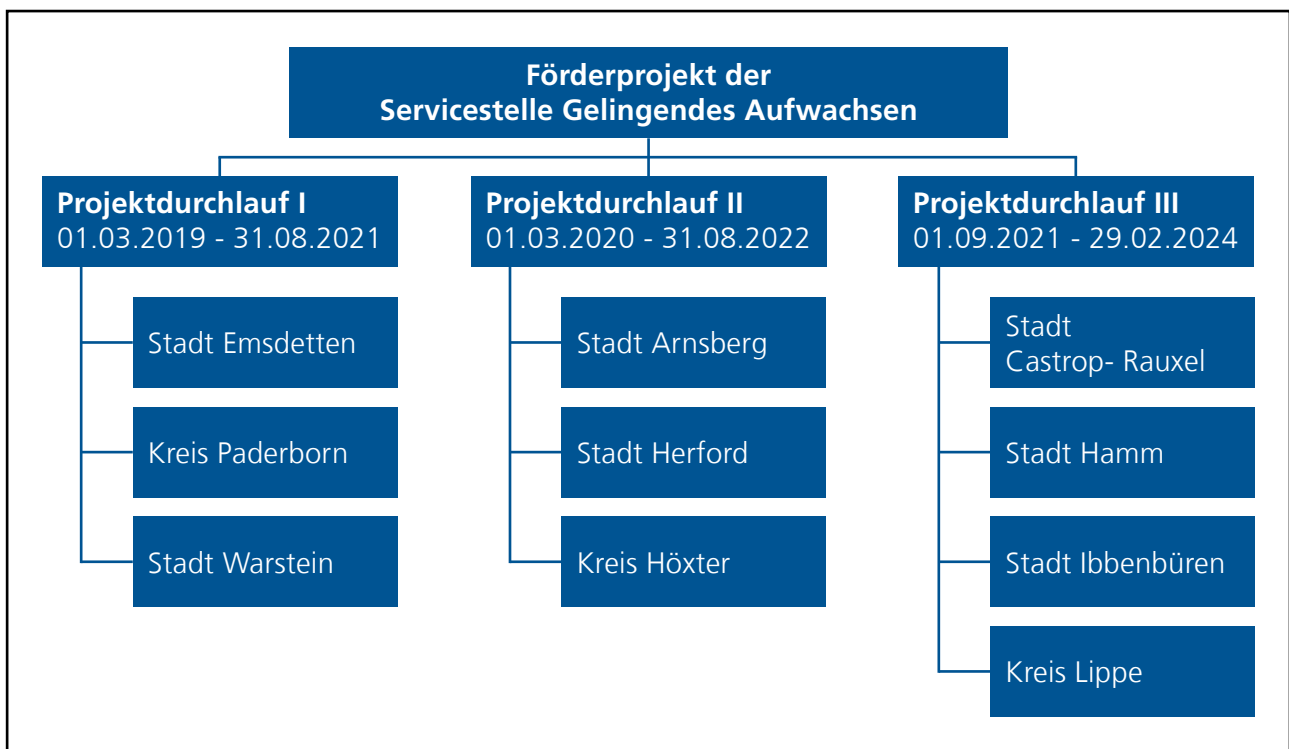 Förderprojekt der
Servicestelle Gelingendes Aufwachsen
Projektdurchlauf I
01.03.2019 - 31.08.2021
Stadt Emsdetten
Kreis Paderborn
Stadt Warstein
Projektdurchlauf II
01.03.2020 - 31.08.2022
Stadt Arnsberg
Stadt Herford
Kreis Höxter
Projektdurchlauf III
01.09.2021 - 29.02.2024
Stadt
Castrop- Rauxel
Stadt Hamm
Stadt Ibbenbüren
Kreis Lippe